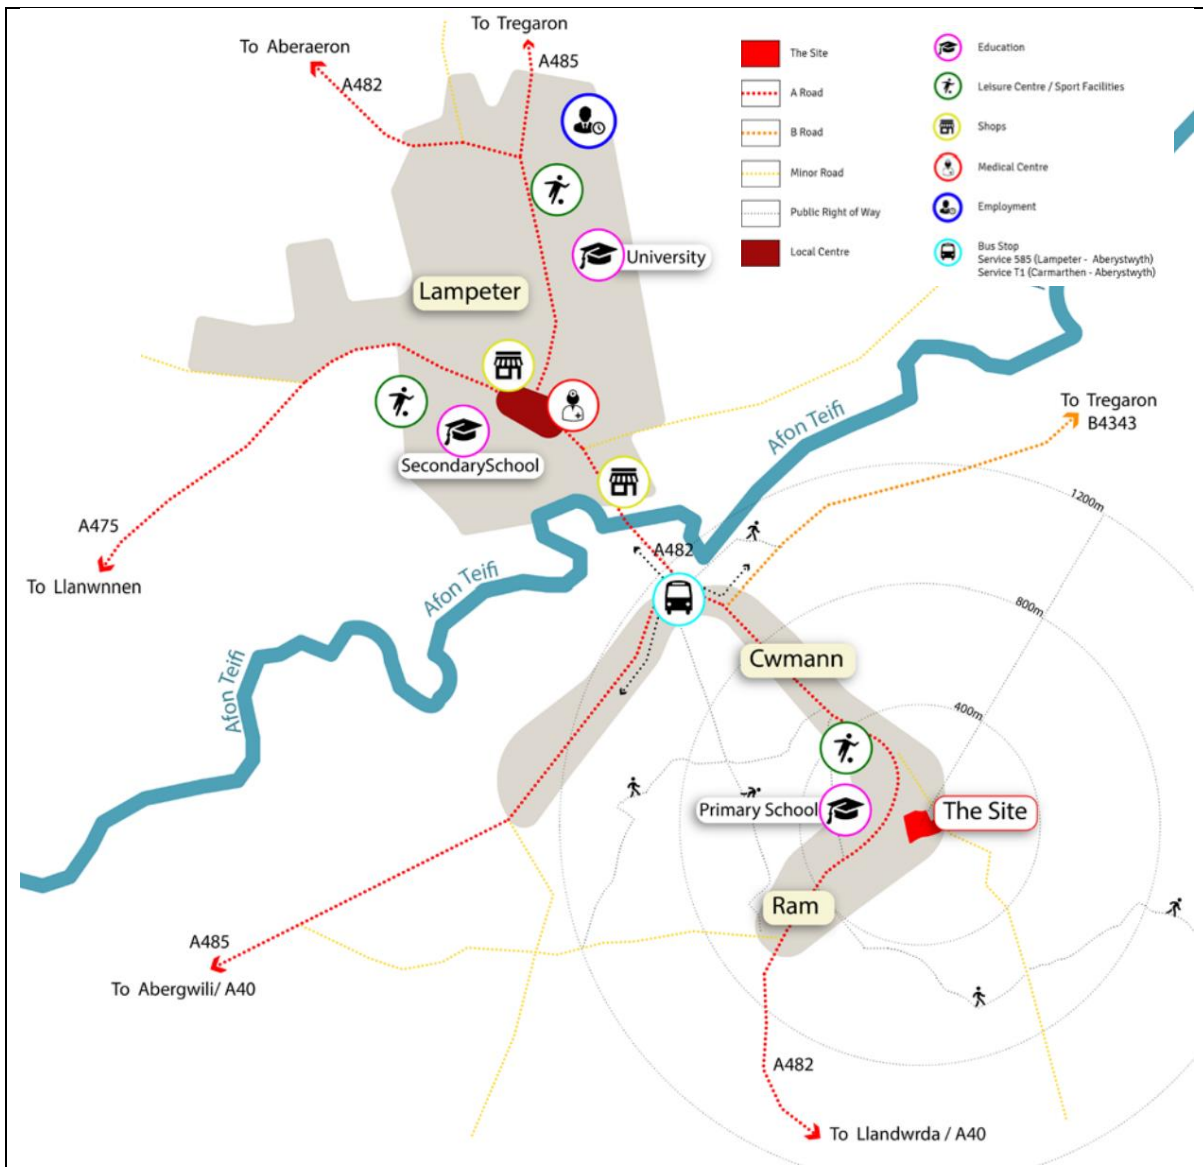 To Tregaron
To Aberaeron
A485
A482
The Site
A Road
B Road
Minor Road
Public Right of Way
Local Centre
Education
Leisure Centre / Sport Facilities
Shops
Medical Centre
Employment
Bus Stop
Service 585 (Lampeter - Aberystwyth)
Service T1 (Carmarthen - Aberystwyth)
University
Lampeter
To Tregaron
B4343
Afon Teifi
SecondarySchool
1200m
A475
A482
To Llanwnnen
Afon Teifi
800m
Cwmann
Afon Teifi
400m
Primary School
The Site
Ram
A485
To Abergwili/ A40
A482
To Llandwrda / A40